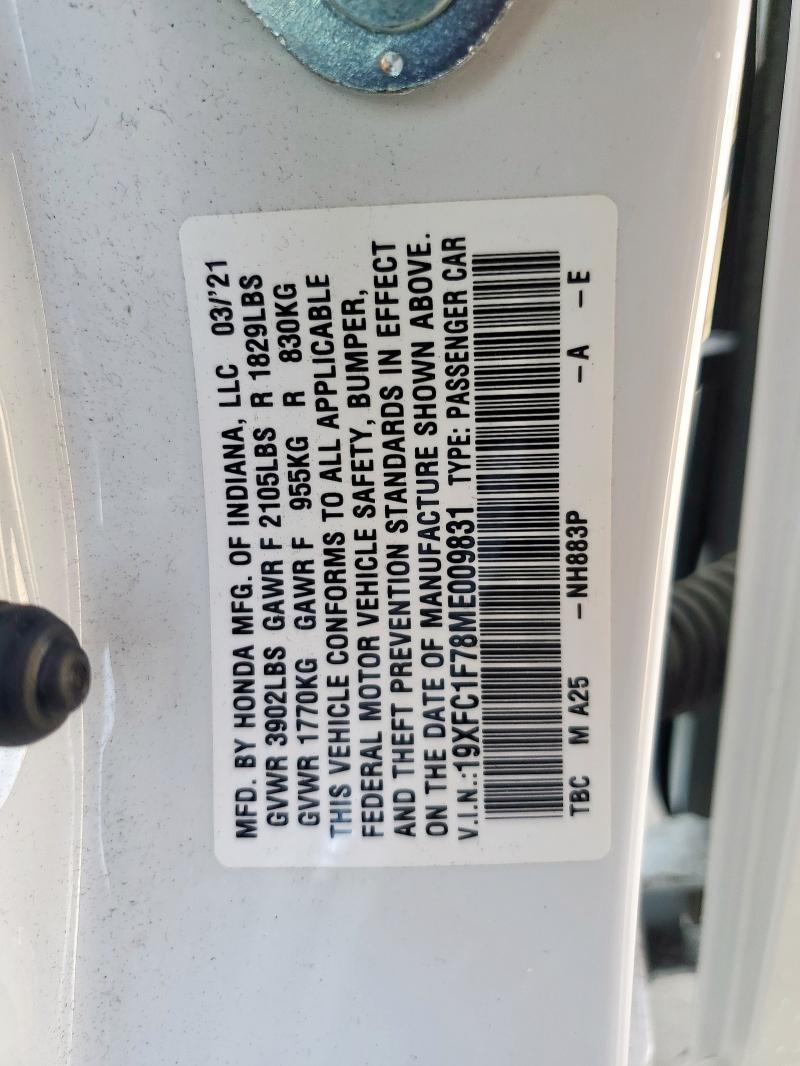 MFD. BY HONDA MFG. OF INDIANA, LLC 03/'21
GVWR 3902LBS GAWR F 2105LBS R 1829LBS
GVWR 1770KG GAWR F 955KG R 830KG
THIS VEHICLE CONFORMS TO ALL APPLICABLE
FEDERAL MOTOR VEHICLE SAFETY, BUMPER,
AND THEFT PREVENTION STANDARDS IN EFFECT
ON THE DATE OF MANUFACTURE SHOWN ABOVE.
V.I.N.:19XFC1F78ME009831 TYPE: PASSENGER CAR
TBC M A25 –NH883P –A –E